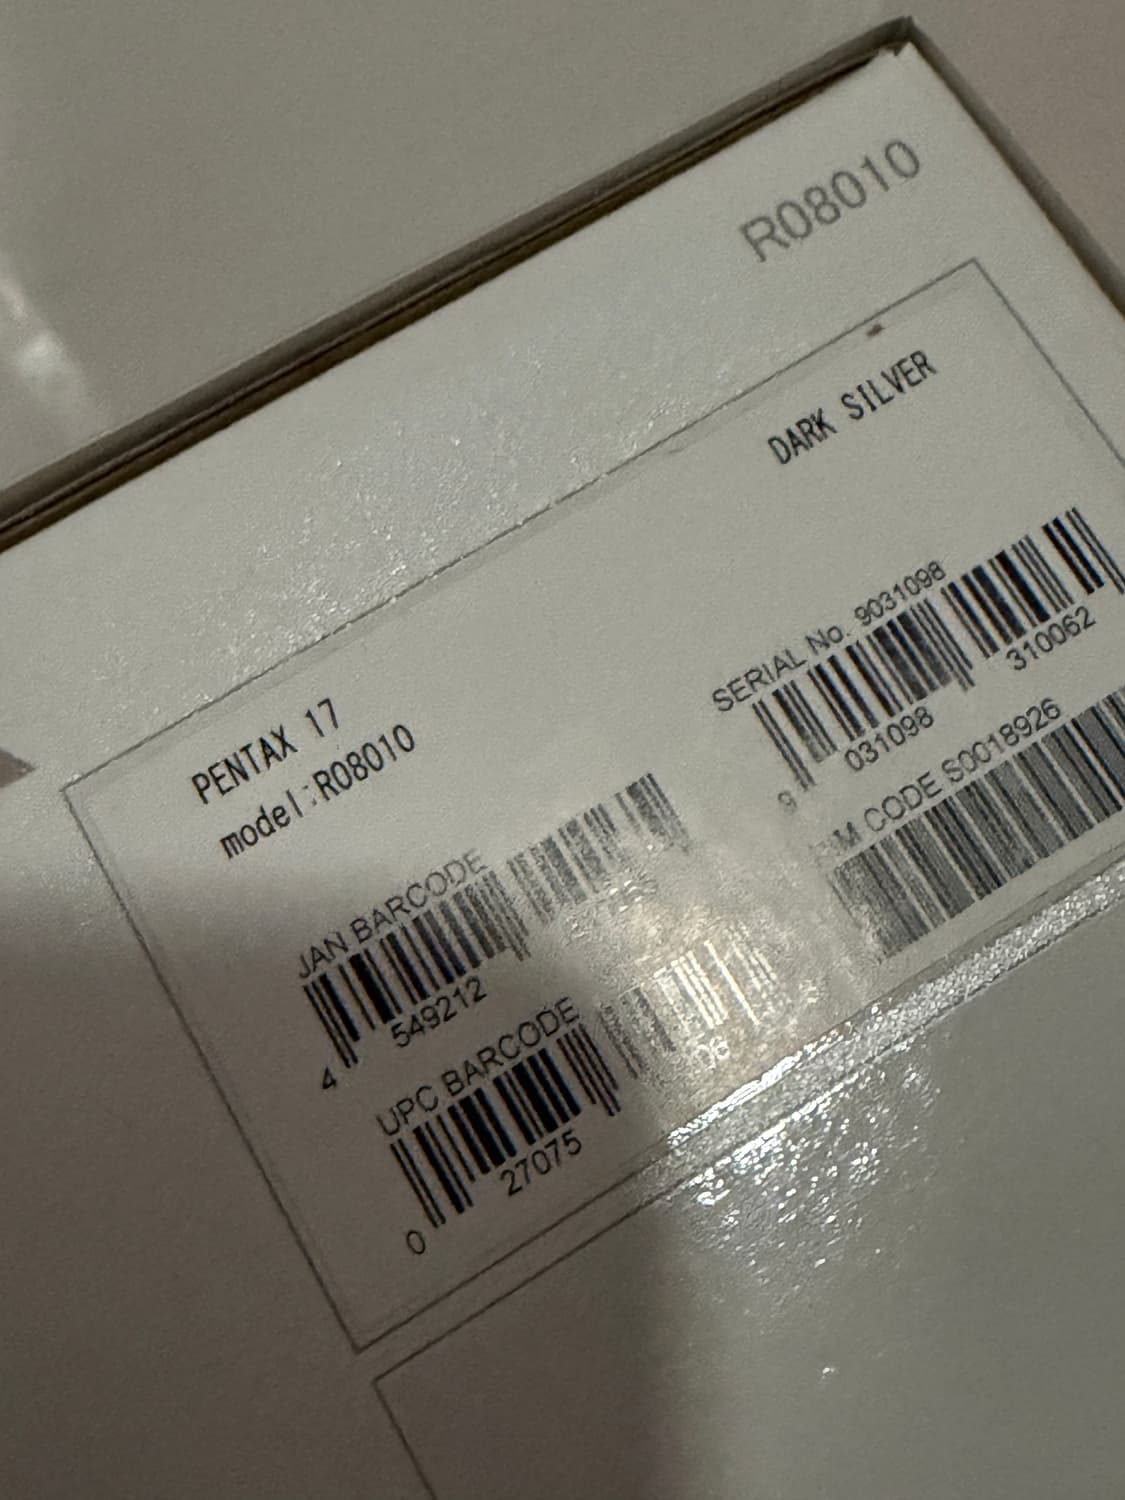 R08010
DARK SILVER
PENTAX 17
model:R08010
SERIAL No. 9031098
9 031098 310062
CODE S0018926
JAN BARCODE
4 549212
UPC BARCODE
0 27075